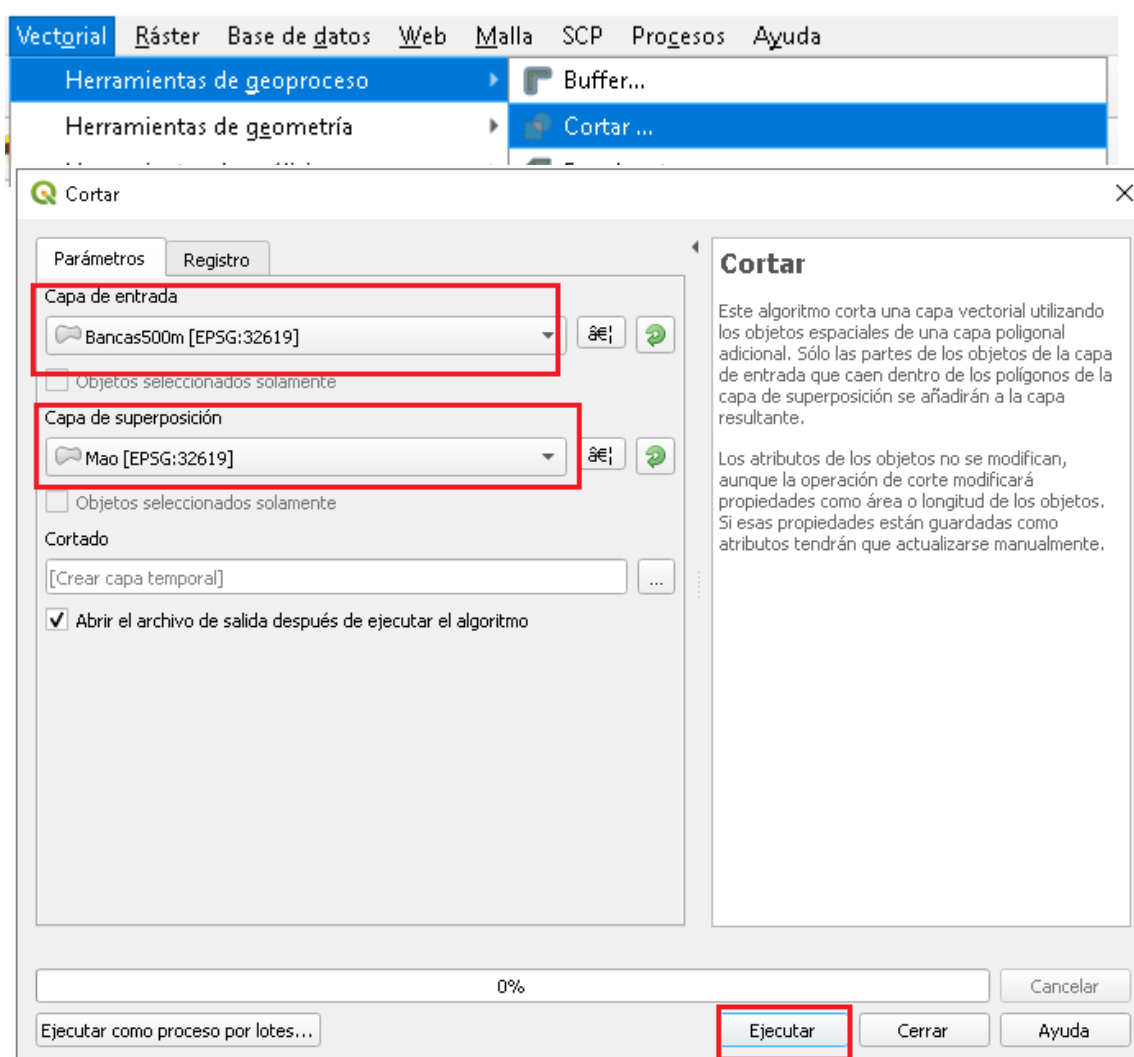 Vectorial Ráster Base de datos Web Malla SCP Procesos Ayuda
Herramientas de geoproceso
Buffer...
Herramientas de geometría
Cortar ...
Cortar
Parámetros Registro
Capa de entrada
Bancas500m [EPSG:32619]
…
Objetos seleccionados solamente
Capa de superposición
Mao [EPSG:32619]
…
Objetos seleccionados solamente
Cortado
[Crear capa temporal]
...
Abrir el archivo de salida después de ejecutar el algoritmo
Cortar
Este algoritmo corta una capa vectorial utilizando
los objetos espaciales de una capa poligonal
adicional. Sólo las partes de los objetos de la capa
de entrada que caen dentro de los polígonos de la
capa de superposición se añadirán a la capa
resultante.
Los atributos de los objetos no se modifican,
aunque la operación de corte modificará
propiedades como área o longitud de los objetos.
Si esas propiedades están guardadas como
atributos tendrán que actualizarse manualmente.
0%
Cancelar
Ejecutar como proceso por lotes...
Ejecutar
Cerrar
Ayuda